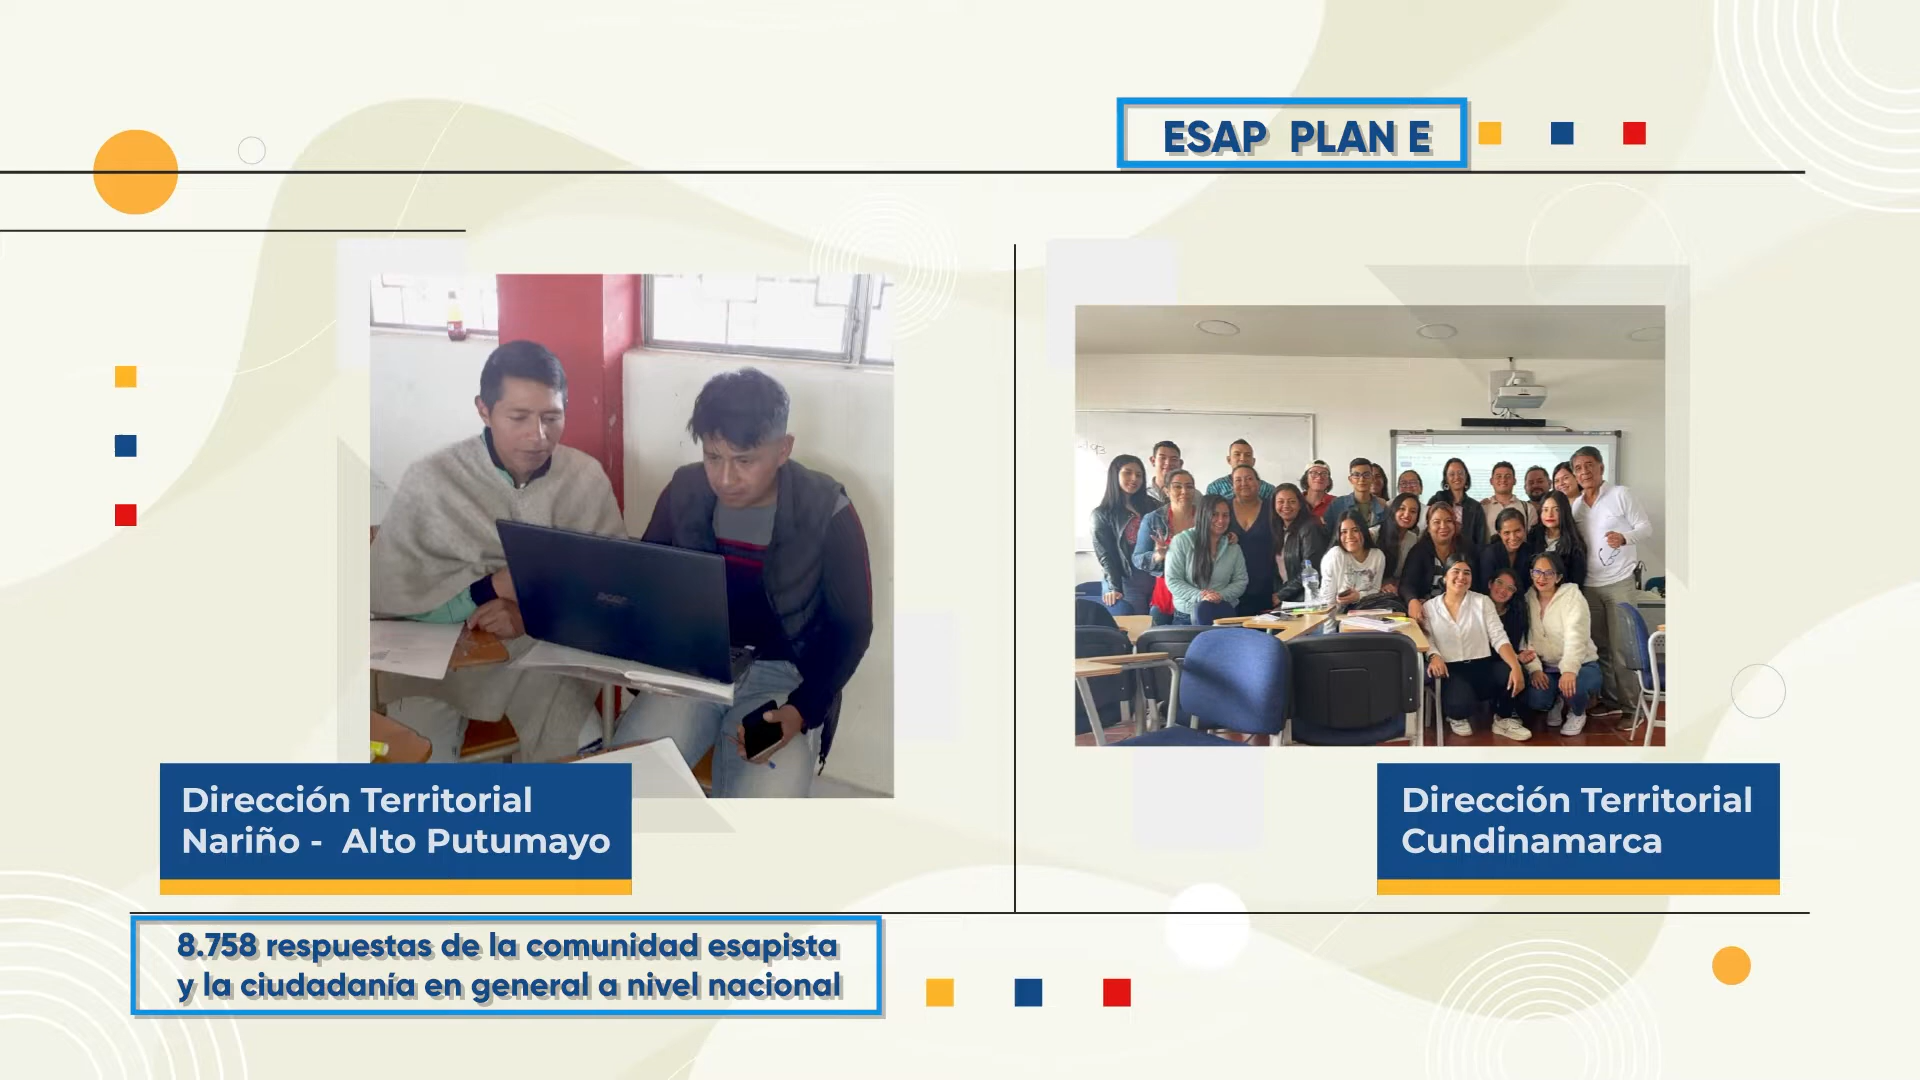 ESAP PLAN E
Dirección Territorial
Nariño - Alto Putumayo
Dirección Territorial
Cundinamarca
8.758 respuestas de la comunidad esapista
y la ciudadanía en general a nivel nacional
acer